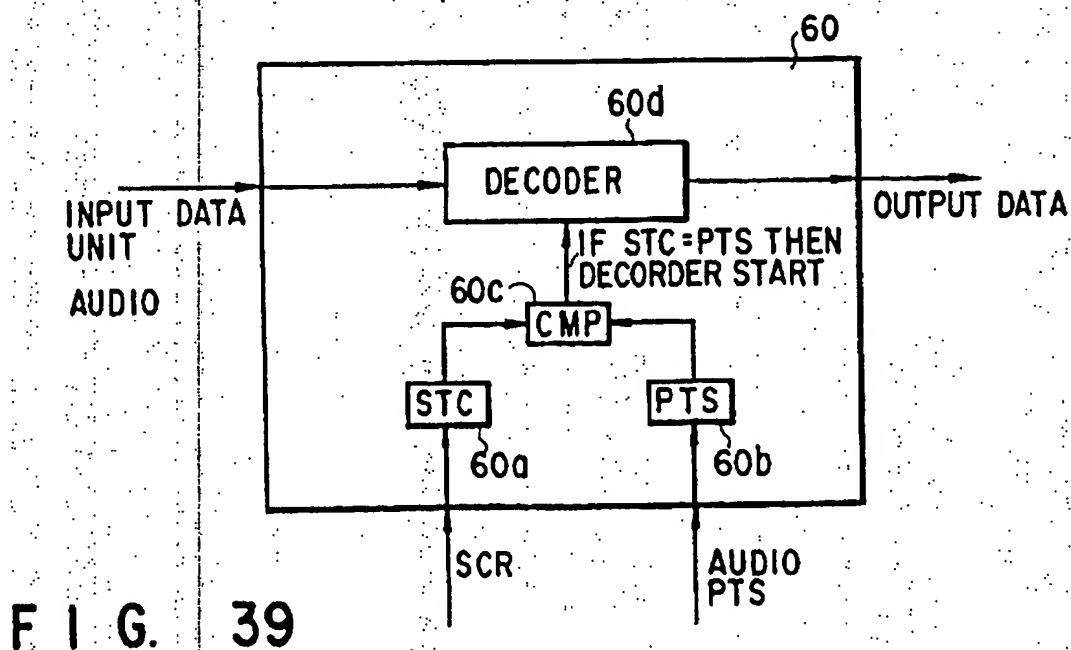 60
60d
DECODER
INPUT DATA
UNIT
AUDIO
OUTPUT DATA
IF STC=PTS THEN
DECORDER START
60c
CMP
STC
PTS
60a
60b
SCR
AUDIO
PTS
FIG. 39